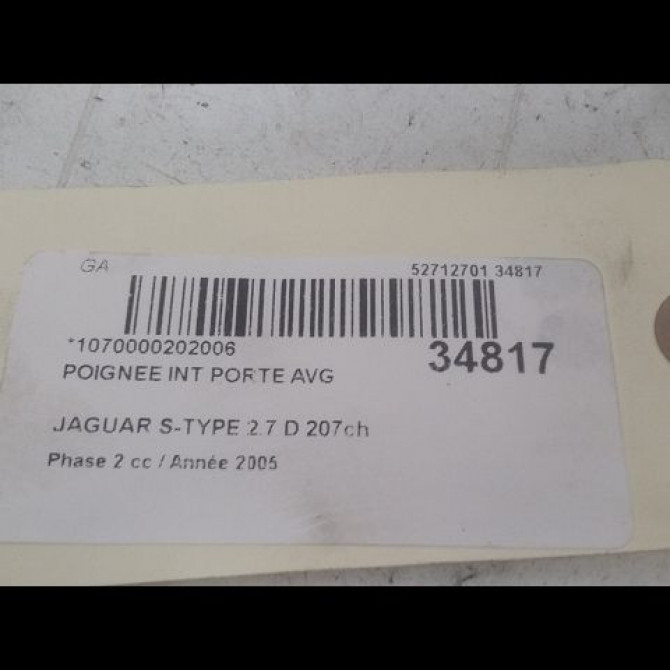 GA
52712701 34817
*1070000202006
34817
POIGNEE INT PORTE AVG
JAGUAR S-TYPE 2.7 D 207ch
Phase 2 cc / Année 2005